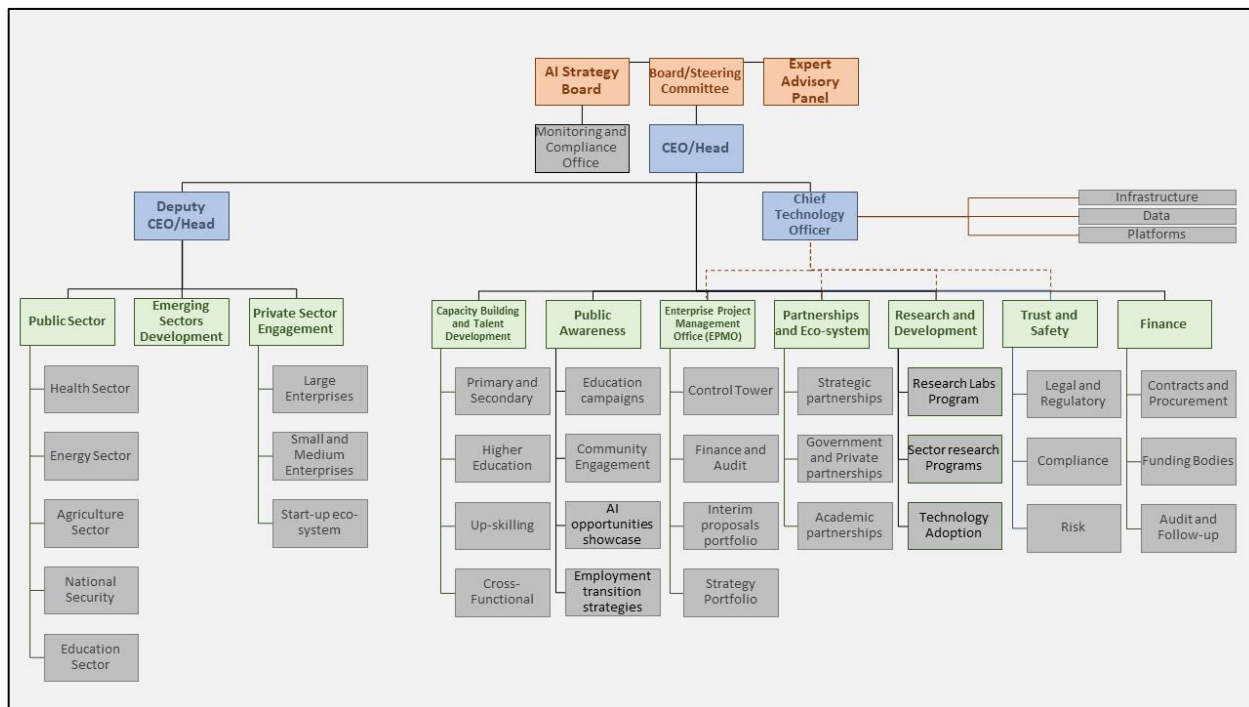 AI Strategy
Board
Board/Steering
Committee
Expert
Advisory
Panel
Monitoring and
Compliance
Office
CEO/Head
Deputy
CEO/Head
Chief
Technology
Officer
Infrastructure
Data
Platforms
Public Sector
Emerging
Sectors
Development
Private Sector
Engagement
Capacity Building
and Talent
Development
Public
Awareness
Enterprise Project
Management
Office (EPMO)
Partnerships
and Eco-system
Research and
Development
Trust and
Safety
Finance
Health Sector
Energy Sector
Agriculture
Sector
National
Security
Education
Sector
Large
Enterprises
Small and
Medium
Enterprises
Start-up eco-
system
Primary and
Secondary
Higher
Education
Up-skilling
Cross-
Functional
Education
campaigns
Community
Engagement
AI
opportunities
showcase
Employment
transition
strategies
Control Tower
Finance and
Audit
Interim
proposals
portfolio
Strategy
Portfolio
Strategic
partnerships
Government
and Private
partnerships
Academic
partnerships
Research Labs
Program
Sector research
Programs
Technology
Adoption
Legal and
Regulatory
Compliance
Risk
Contracts and
Procurement
Funding Bodies
Audit and
Follow-up